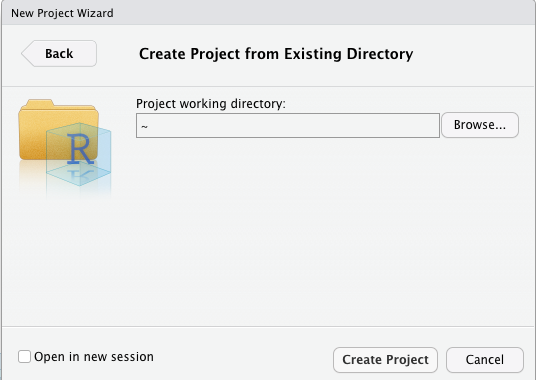 New Project Wizard
Back
Create Project from Existing Directory
Project working directory:
~
Browse...
R
Open in new session
Create Project
Cancel